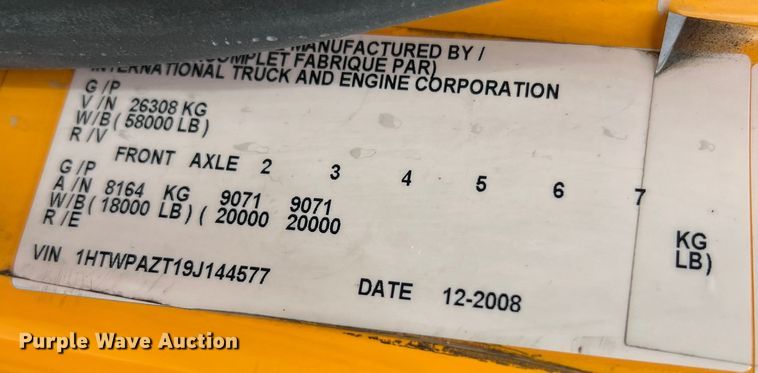 MANUFACTURED BY /
COMPLET FABRIQUE PAR)
INTERNATIONAL TRUCK AND ENGINE CORPORATION
G /P
V /N 26308 KG
W/B( 58000 LB)
R /V
FRONT AXLE 2 3 4 5 6 7
G /P
A /N 8164 KG 9071 9071 KG
W/B( 18000 LB) ( 20000 20000 LB)
R /E
VIN 1HTWPAZT19J144577
DATE 12-2008
Purple Wave Auction